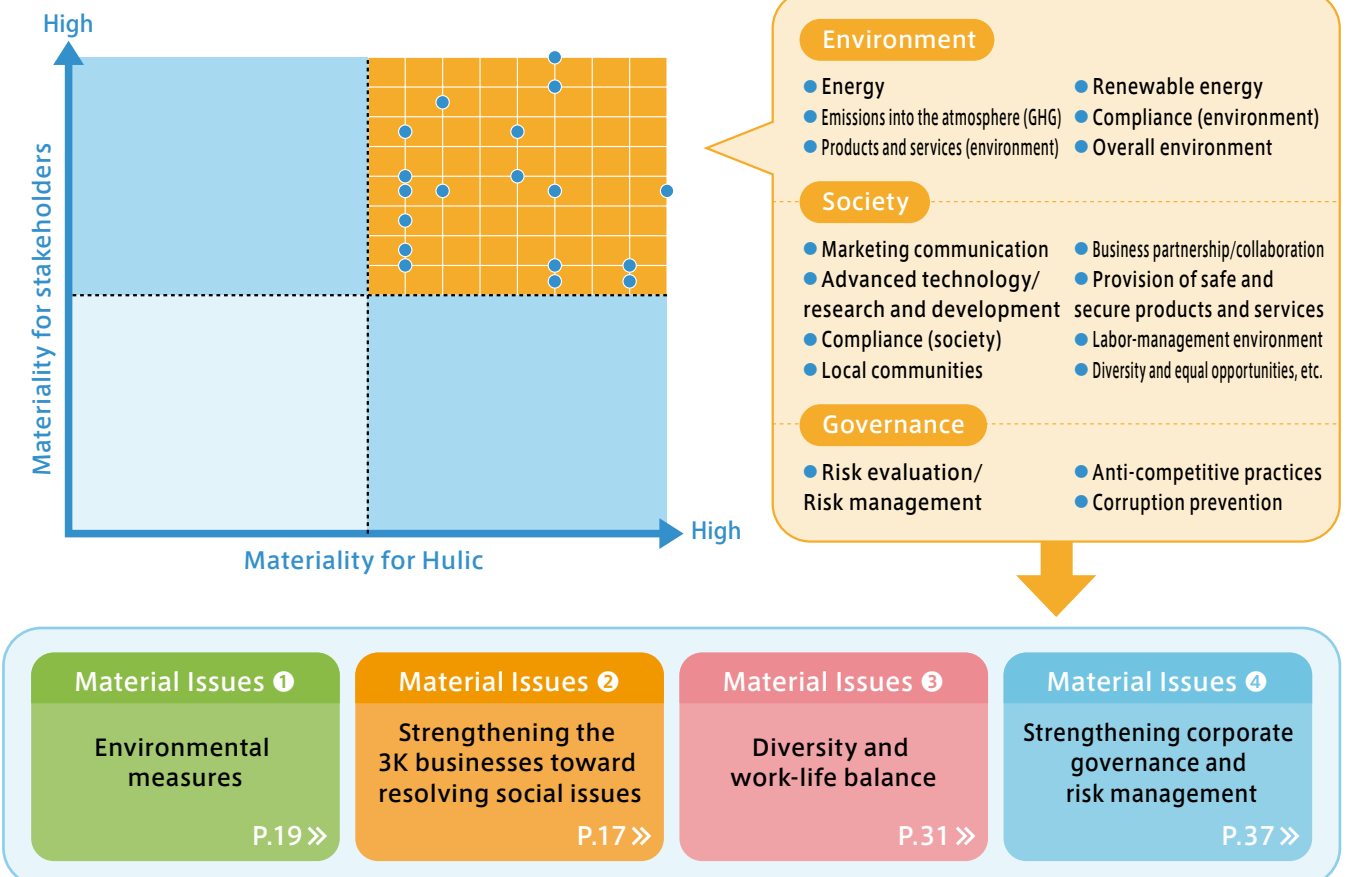 High
Materiality for stakeholders
High
Materiality for Hulic
Environment
● Energy
● Emissions into the atmosphere (GHG)
● Products and services (environment)
● Renewable energy
● Compliance (environment)
● Overall environment
Society
● Marketing communication
● Advanced technology/
research and development
● Compliance (society)
● Local communities
● Business partnership/collaboration
● Provision of safe and
secure products and services
● Labor-management environment
● Diversity and equal opportunities, etc.
Governance
● Risk evaluation/
Risk management
● Anti-competitive practices
● Corruption prevention
Material Issues ❶
Environmental
measures
P.19 »
Material Issues ❷
Strengthening the
3K businesses toward
resolving social issues
P.17 »
Material Issues ❸
Diversity and
work-life balance
P.31 »
Material Issues ❹
Strengthening corporate
governance and
risk management
P.37 »